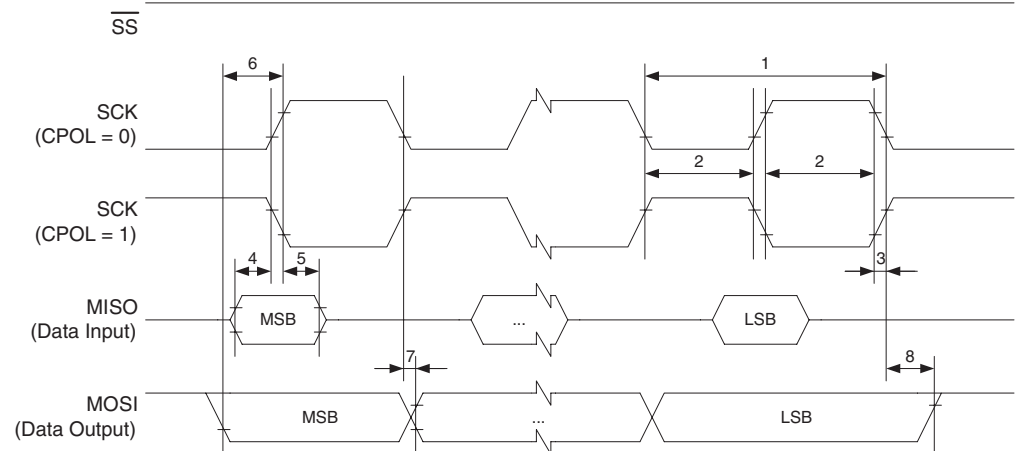 SS
6
1
SCK
(CPOL = 0)
2
2
SCK
(CPOL = 1)
4
5
3
MISO
(Data Input)
MSB
...
LSB
7
8
MOSI
(Data Output)
MSB
...
LSB